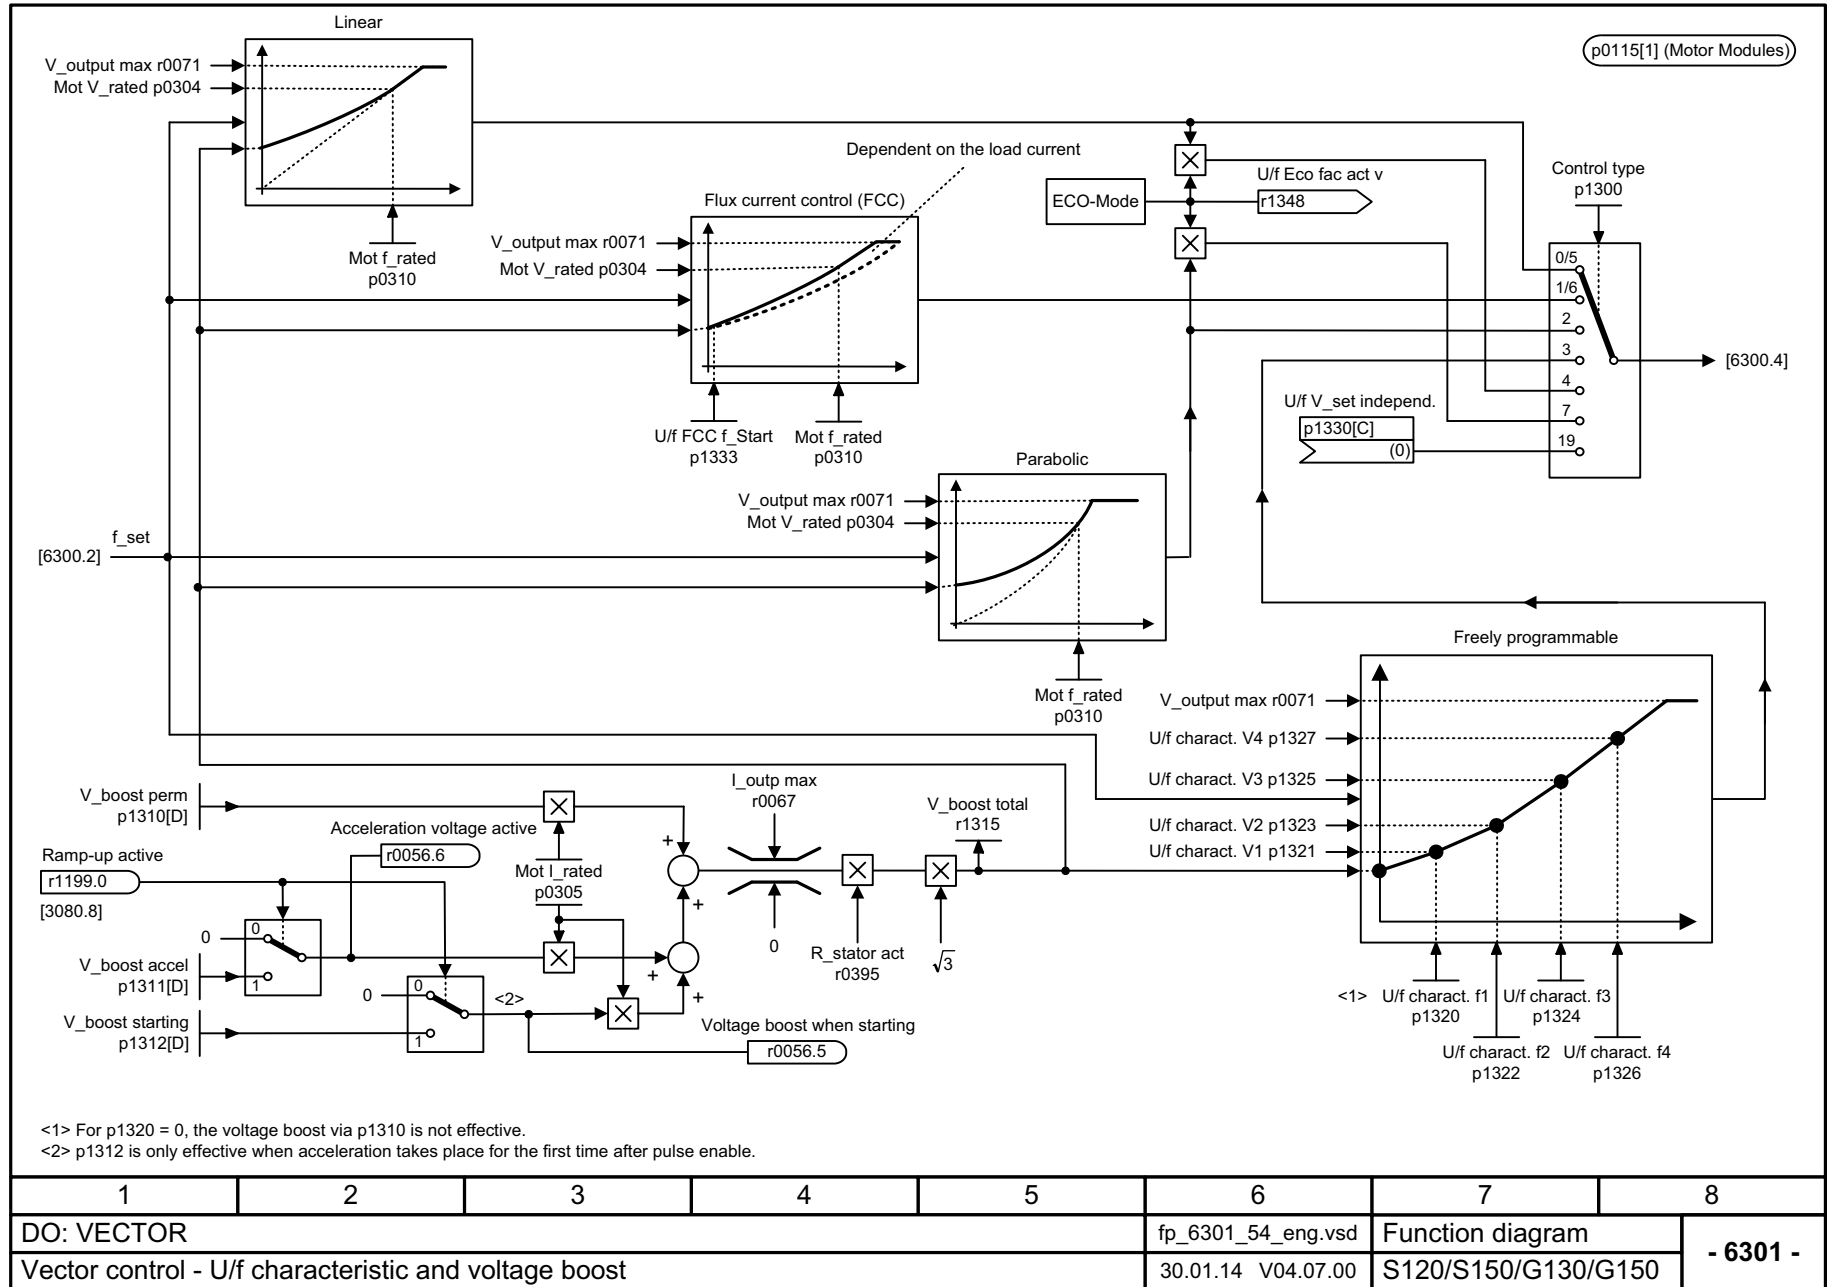 Linear
p0115[1] (Motor Modules)
V_output max r0071
Mot V_rated p0304
Mot f_rated
p0310
Dependent on the load current
Flux current control (FCC)
V_output max r0071
Mot V_rated p0304
U/f FCC f_Start
p1333
Mot f_rated
p0310
ECO-Mode
U/f Eco fac act v
r1348
Control type
p1300
0/5
1/6
2
3
4
7
19
[6300.4]
U/f V_set independ.
p1330[C]
(0)
Parabolic
V_output max r0071
Mot V_rated p0304
Mot f_rated
p0310
f_set
[6300.2]
Freely programmable
V_output max r0071
U/f charact. V4 p1327
U/f charact. V3 p1325
U/f charact. V2 p1323
U/f charact. V1 p1321
<1>
U/f charact. f1
p1320
U/f charact. f3
p1324
U/f charact. f2
p1322
U/f charact. f4
p1326
V_boost perm
p1310[D]
Acceleration voltage active
r0056.6
Ramp-up active
r1199.0
[3080.8]
0
0
1
V_boost accel
p1311[D]
V_boost starting
p1312[D]
0
0
1
<2>
Mot I_rated
p0305
+
+
+
+
I_outp max
r0067
0
R_stator act
r0395
√3
V_boost total
r1315
Voltage boost when starting
r0056.5
<1> For p1320 = 0, the voltage boost via p1310 is not effective.
<2> p1312 is only effective when acceleration takes place for the first time after pulse enable.
1 2 3 4 5 6 7 8
DO: VECTOR
fp_6301_54_eng.vsd
Function diagram
- 6301 -
Vector control - U/f characteristic and voltage boost
30.01.14 V04.07.00
S120/S150/G130/G150